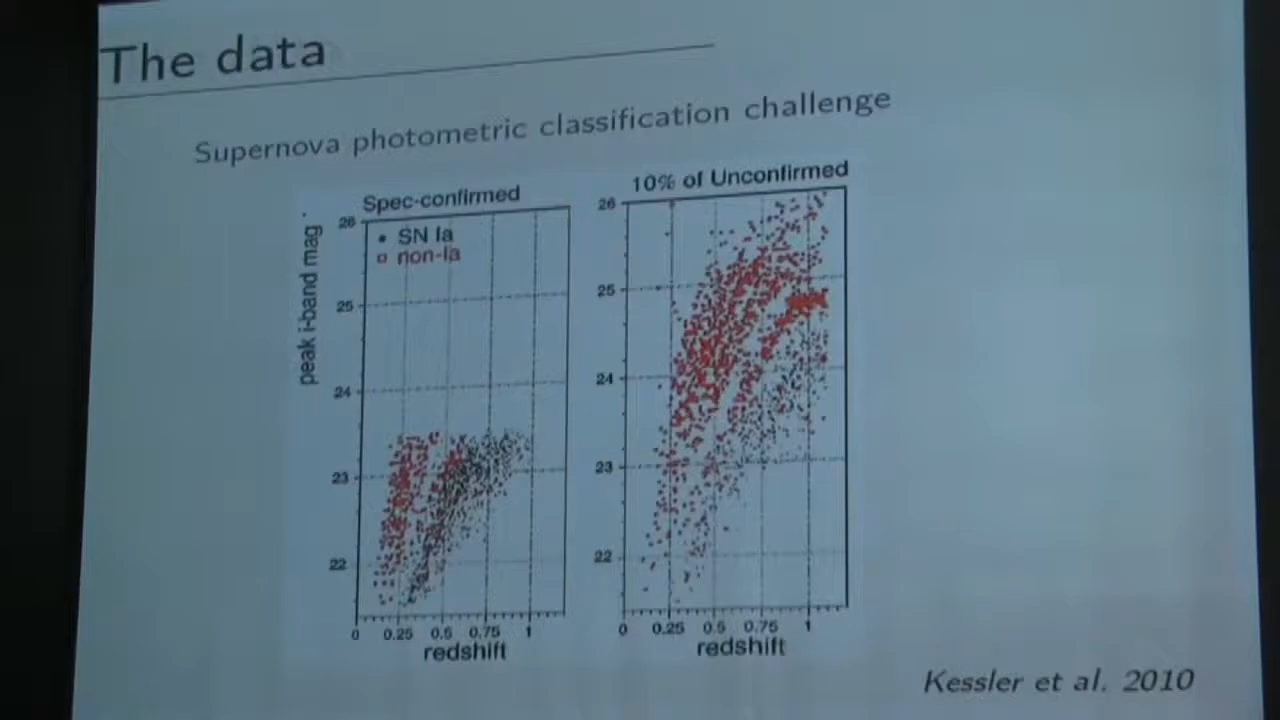 The data
Supernova photometric classification challenge
Spec-confirmed
10% of Unconfirmed
peak i-band mag
26
25
24
23
22
SN Ia
non-Ia
0 0.25 0.5 0.75 1
redshift
26
25
24
23
22
0 0.25 0.5 0.75 1
redshift
Kessler et al. 2010